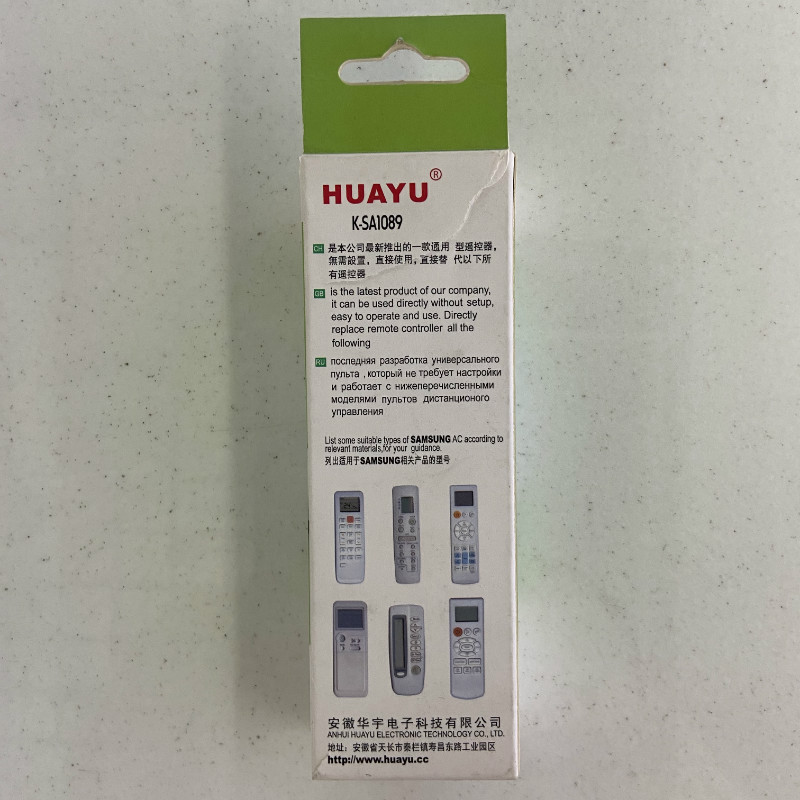 HUAYU®
K-SA1089
CH 是本公司最新推出的一款通用 型遥控器，
無需設置，直接使用，直接替 代以下所
有遥控器
GB is the latest product of our company,
it can be used directly without setup,
easy to operate and use. Directly
replace remote controller all the
following
RU последняя разработка универсального
пульта , который не требует настройки
и работает с нижеперечисленными
моделями пультов дистанционого
управления
List some suitable types of SAMSUNG AC according to
relevant materials,for your guidance.
列出适用于SAMSUNG相关产品的型号
安徽华宇电子科技有限公司
ANHUI HUAYU ELECTRONIC TECHNOLOGY CO., LTD.
地址：安徽省天长市秦栏镇寿昌东路工业园区
http://www.huayu.cc